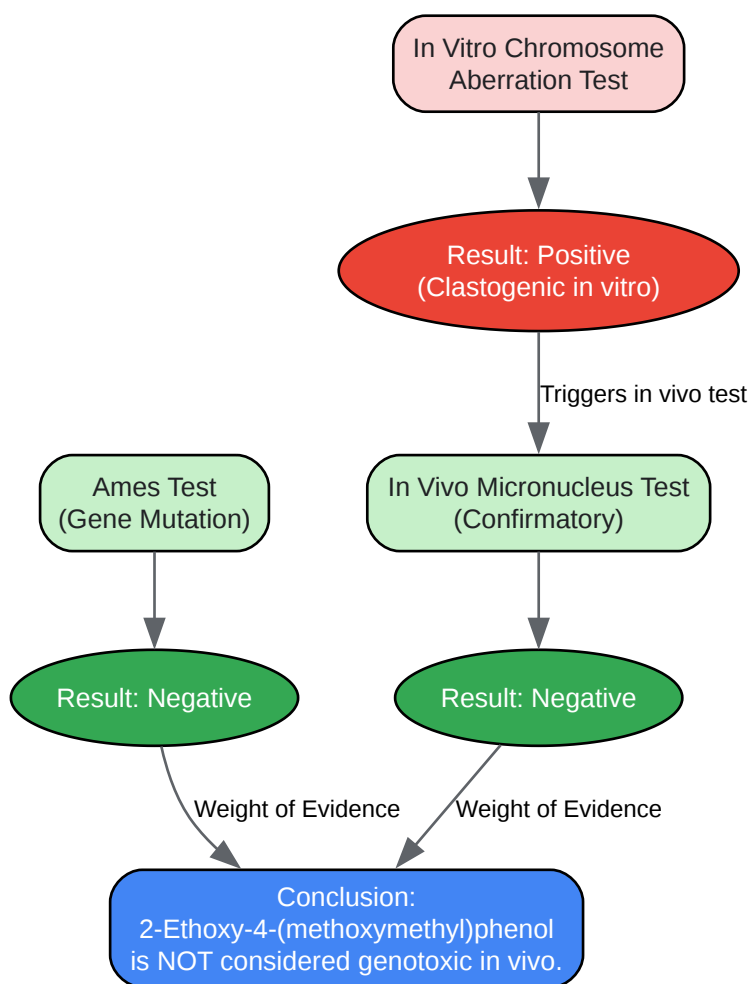 In Vitro Chromosome
Aberration Test
Result: Positive
(Clastogenic in vitro)
Triggers in vivo test
Ames Test
(Gene Mutation)
In Vivo Micronucleus Test
(Confirmatory)
Result: Negative
Result: Negative
Weight of Evidence
Weight of Evidence
Conclusion:
2-Ethoxy-4-(methoxymethyl)phenol
is NOT considered genotoxic in vivo.